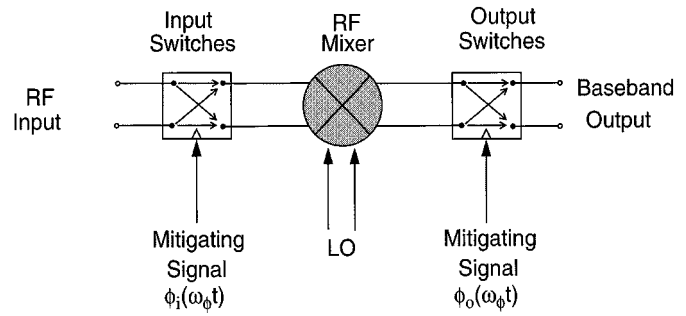 Input
Switches
RF
Mixer
Output
Switches
RF
Input
Baseband
Output
Mitigating
Signal
ϕi(ωϕt)
LO
Mitigating
Signal
ϕo(ωϕt)